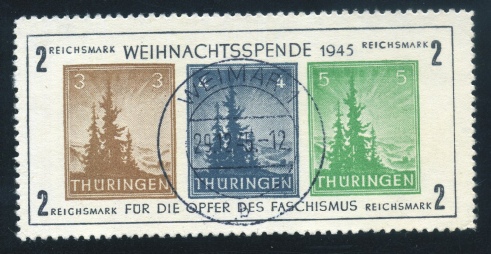 2 REICHSMARK WEIHNACHTSSPENDE 1945 REICHSMARK 2
3 3 4 5 5
WEIMAR
-12
b
THÜRINGEN THÜRINGEN THÜRINGEN
2 REICHSMARK FÜR DIE OPFER DES FASCHISMUS REICHSMARK 2